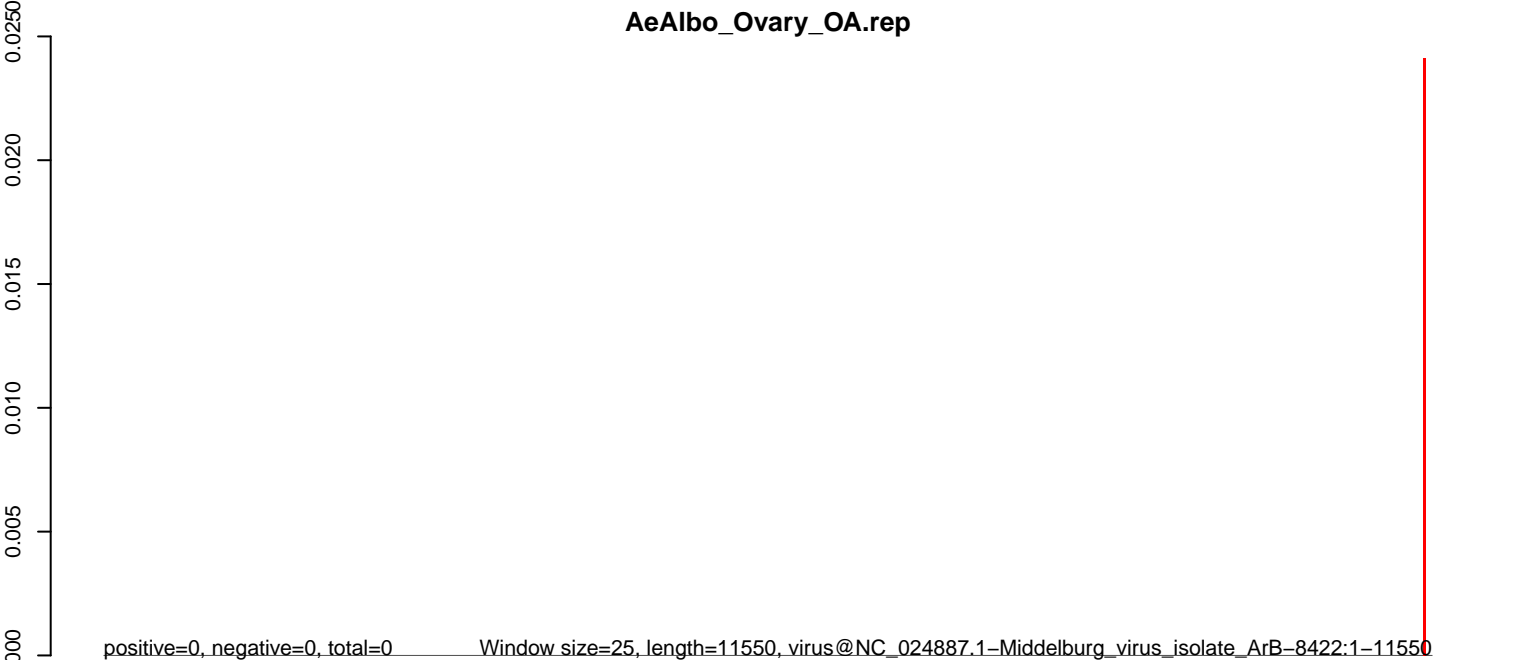 AeAlbo_Ovary_OA.rep
0.0250
0.020
0.015
0.010
0.005
positive=0, negative=0, total=0 Window size=25, length=11550, virus@NC_024887.1−Middelburg_virus_isolate_ArB−8422:1−11550